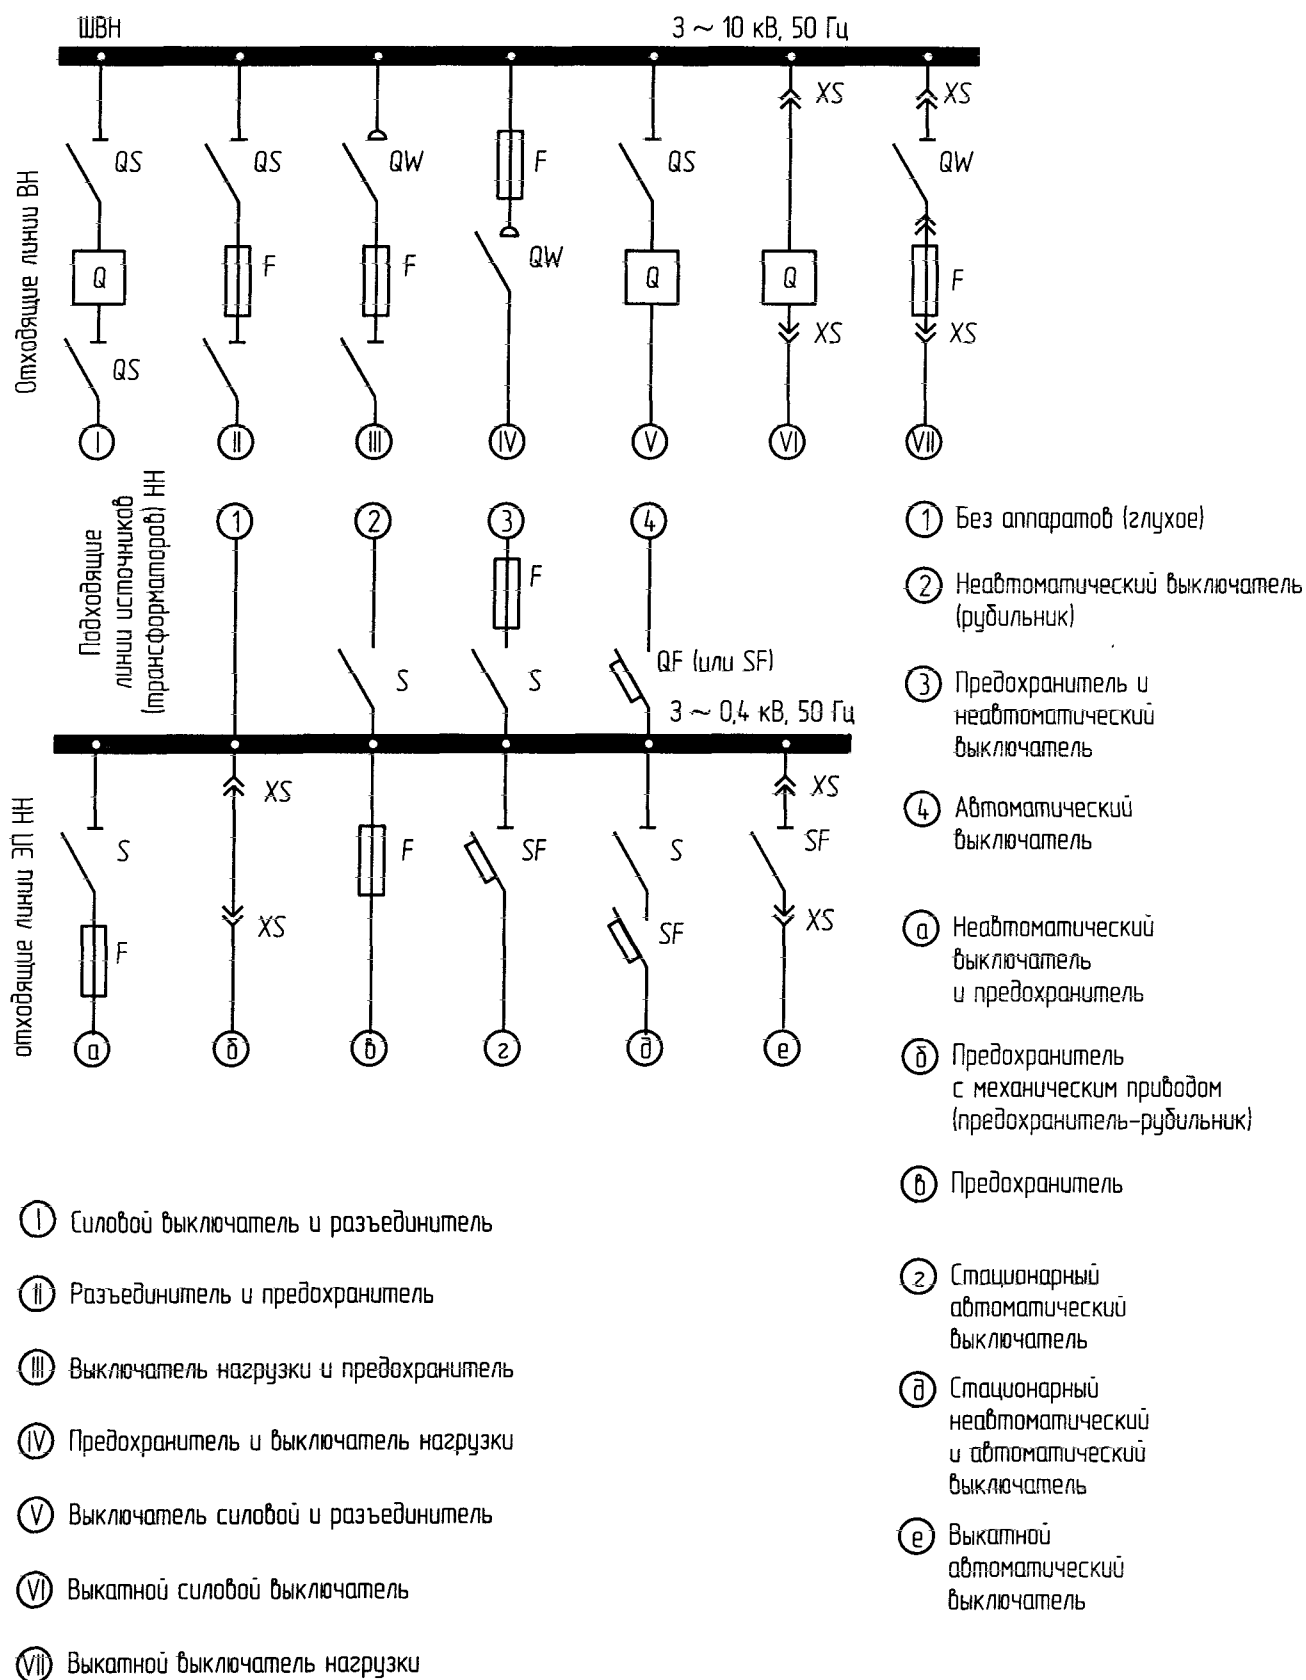 ШВН
3 ~ 10 кВ, 50 Гц
XS
XS
QS
QS
QW
F
QS
QW
Отходящие линии ВН
QW
Q
F
F
Q
Q
F
XS
XS
QS
I
II
III
IV
V
VI
VII
Подходящие
линии источников
(трансформаторов) НН
1
2
3
4
F
S
S
QF (или SF)
3 ~ 0,4 кВ, 50 Гц
отходящие линии ЭП НН
XS
XS
S
F
SF
S
SF
F
XS
SF
XS
а
б
в
г
д
е
1 Без аппаратов (глухое)
2 Неавтоматический выключатель
(рубильник)
3 Предохранитель и
неавтоматический
выключатель
4 Автоматический
выключатель
а Неавтоматический
выключатель
и предохранитель
б Предохранитель
с механическим приводом
(предохранитель-рубильник)
в Предохранитель
г Стационарный
автоматический
выключатель
д Стационарный
неавтоматический
и автоматический
выключатель
е Выкатной
автоматический
выключатель
I Силовой выключатель и разъединитель
II Разъединитель и предохранитель
III Выключатель нагрузки и предохранитель
IV Предохранитель и выключатель нагрузки
V Выключатель силовой и разъединитель
VI Выкатной силовой выключатель
VII Выкатной выключатель нагрузки